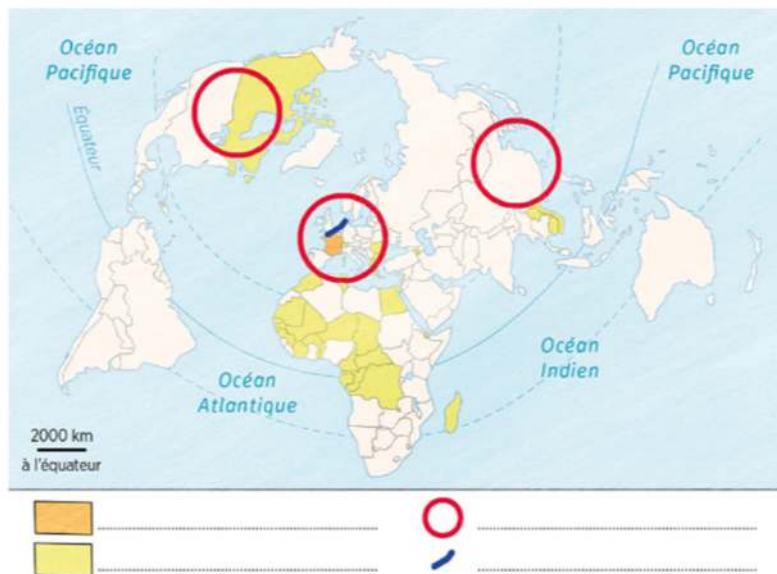 Océan
Pacifique
Équateur
Océan
Pacifique
Océan
Atlantique
Océan
Indien
2000 km
à l'équateur